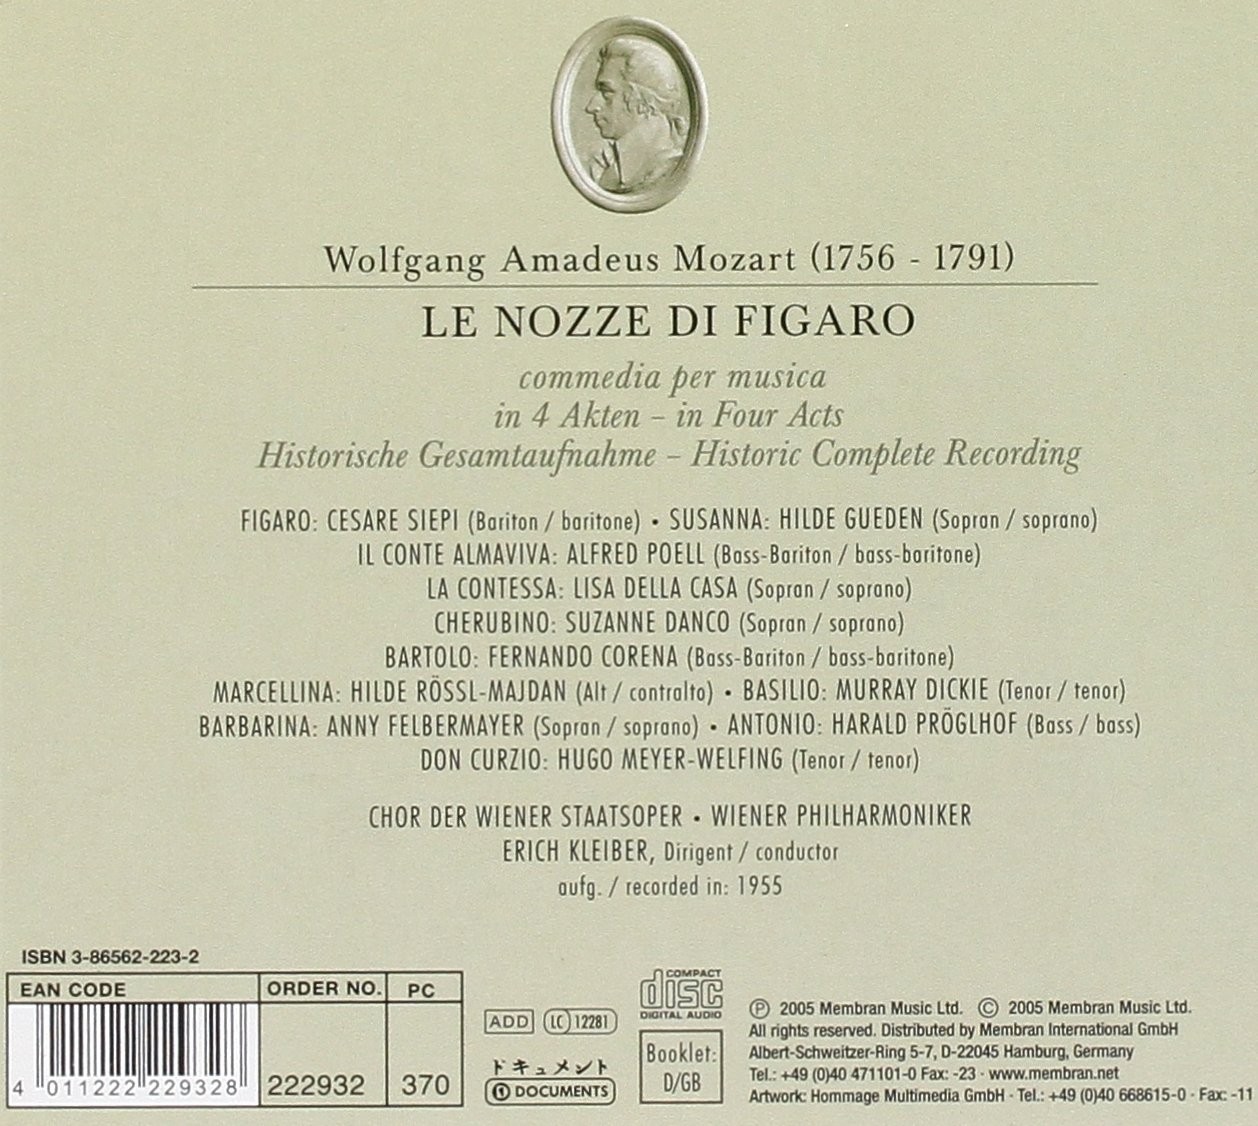 Wolfgang Amadeus Mozart (1756 - 1791)
LE NOZZE DI FIGARO
commedia per musica
in 4 Akten – in Four Acts
Historische Gesamtaufnahme – Historic Complete Recording
FIGARO: CESARE SIEPI (Bariton / baritone) • SUSANNA: HILDE GUEDEN (Sopran / soprano)
IL CONTE ALMAVIVA: ALFRED POELL (Bass-Bariton / bass-baritone)
LA CONTESSA: LISA DELLA CASA (Sopran / soprano)
CHERUBINO: SUZANNE DANCO (Sopran / soprano)
BARTOLO: FERNANDO CORENA (Bass-Bariton / bass-baritone)
MARCELLINA: HILDE RÖSSL-MAJDAN (Alt / contralto) • BASILIO: MURRAY DICKIE (Tenor / tenor)
BARBARINA: ANNY FELBERMAYER (Sopran / soprano) • ANTONIO: HARALD PRÖGLHOF (Bass / bass)
DON CURZIO: HUGO MEYER-WELFING (Tenor / tenor)
CHOR DER WIENER STAATSOPER • WIENER PHILHARMONIKER
ERICH KLEIBER, Dirigent / conductor
aufg. / recorded in: 1955
ISBN 3-86562-223-2
EAN CODE ORDER NO. PC
4 011222 229328 222932 370
ADD LC 12281
ドキュメント
DOCUMENTS
COMPACT
disc
DIGITAL AUDIO
Booklet:
D/GB
℗ 2005 Membran Music Ltd. © 2005 Membran Music Ltd.
All rights reserved. Distributed by Membran International GmbH
Albert-Schweitzer-Ring 5-7, D-22045 Hamburg, Germany
Tel.: +49 (0)40 471101-0 Fax: -23 · www.membran.net
Artwork: Hommage Multimedia GmbH · Tel.: +49 (0)40 668615-0 · Fax: -11